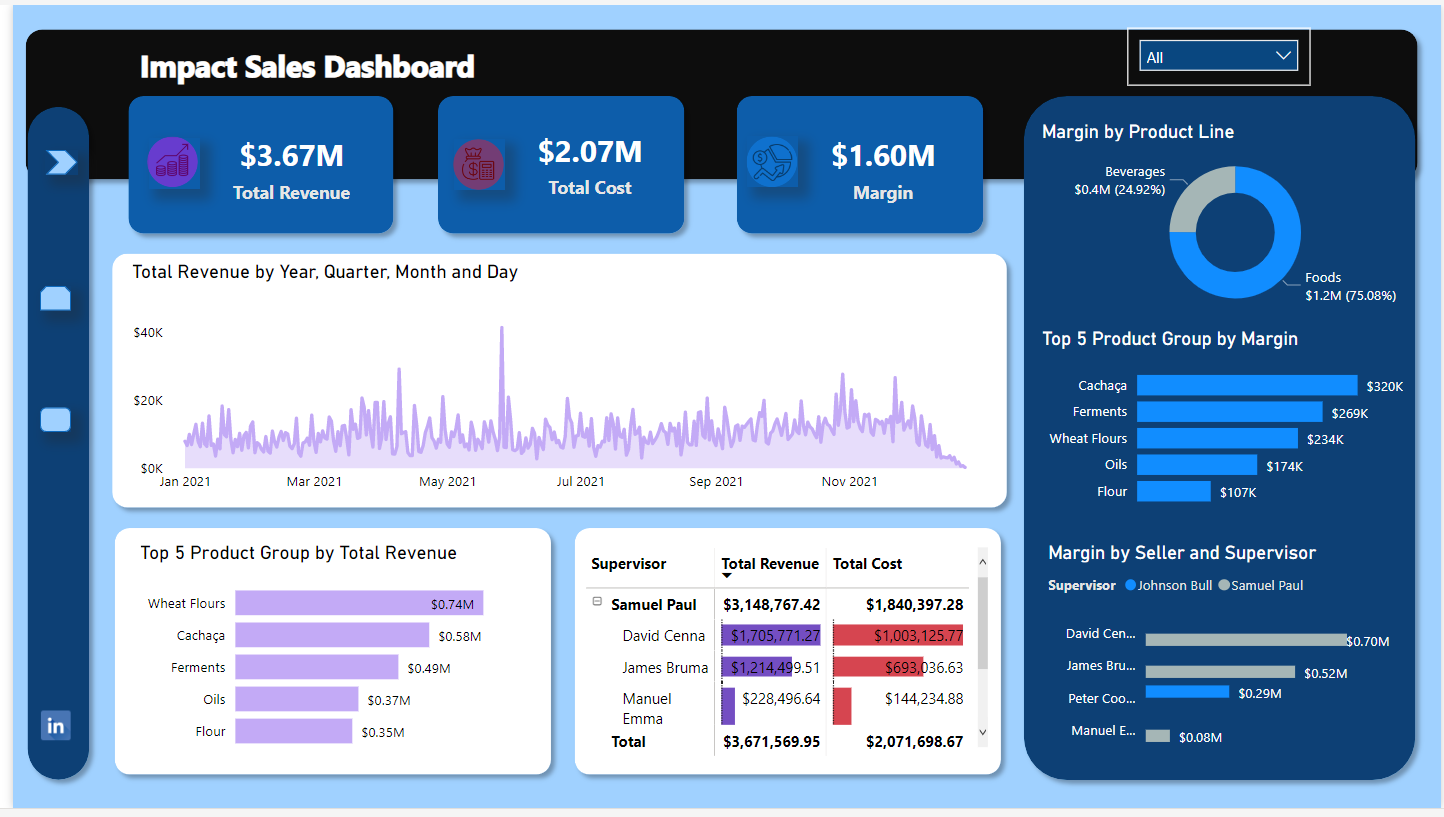 Impact Sales Dashboard
All
$3.67M
Total Revenue
$2.07M
Total Cost
$1.60M
Margin
Total Revenue by Year, Quarter, Month and Day
$40K
$20K
$0K
Jan 2021
Mar 2021
May 2021
Jul 2021
Sep 2021
Nov 2021
Top 5 Product Group by Total Revenue
Wheat Flours $0.74M
Cachaça $0.58M
Ferments $0.49M
Oils $0.37M
Flour $0.35M
Supervisor Total Revenue Total Cost
Samuel Paul $3,148,767.42 $1,840,397.28
David Cenna $1,705,771.27 $1,003,125.77
James Bruma $1,214,499.51 $693,036.63
Manuel $228,496.64 $144,234.88
Emma
Total $3,671,569.95 $2,071,698.67
Margin by Product Line
Beverages
$0.4M (24.92%)
Foods
$1.2M (75.08%)
Top 5 Product Group by Margin
Cachaça $320K
Ferments $269K
Wheat Flours $234K
Oils $174K
Flour $107K
Margin by Seller and Supervisor
Supervisor Johnson Bull Samuel Paul
David Cen... $0.70M
James Bru... $0.52M
Peter Coo... $0.29M
Manuel E... $0.08M
in